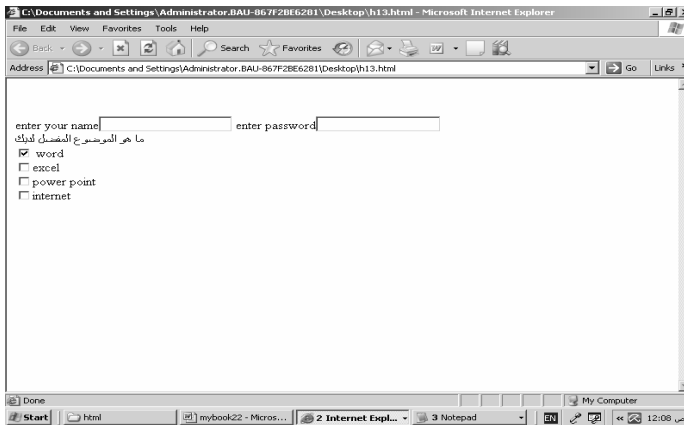 C:\Documents and Settings\Administrator.BAU-867F2BE6281\Desktop\h13.html - Microsoft Internet Explorer
File Edit View Favorites Tools Help
Back Search Favorites
Address C:\Documents and Settings\Administrator.BAU-867F2BE6281\Desktop\h13.html Go Links
enter your name enter password
ما هو الموضوع المفضل لديك
word
excel
power point
internet
Done My Computer
Start html mybook22 - Micros... 2 Internet Expl... 3 Notepad EN « 12:08 ص